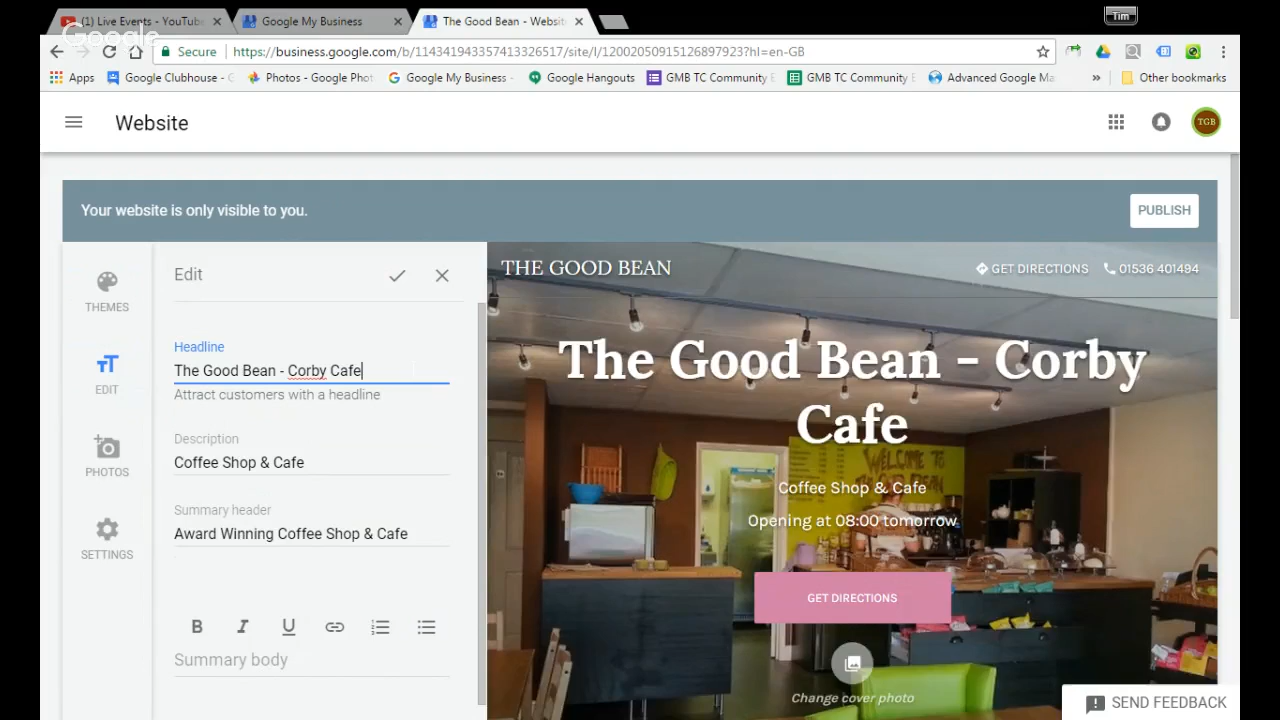 (1) Live Events - YouTube
Google My Business
The Good Bean - Websit
Tim
Google
Secure
https://business.google.com/b/114341943357413326517/site/l/12002050915126897923?hl=en-GB
Apps
Google Clubhouse - G
Photos - Google Phot
Google My Business -
Google Hangouts
GMB TC Community E
GMB TC Community E
Advanced Google Ma
»
Other bookmarks
Website
TGB
Your website is only visible to you.
PUBLISH
THEMES
EDIT
PHOTOS
SETTINGS
Edit
Headline
The Good Bean - Corby Cafe
Attract customers with a headline
Description
Coffee Shop & Cafe
Summary header
Award Winning Coffee Shop & Cafe
B I U
Summary body
THE GOOD BEAN
GET DIRECTIONS
01536 401494
The Good Bean - Corby
Cafe
WELCOME TO
Coffee Shop & Cafe
Opening at 08:00 tomorrow
GET DIRECTIONS
Change cover photo
SEND FEEDBACK